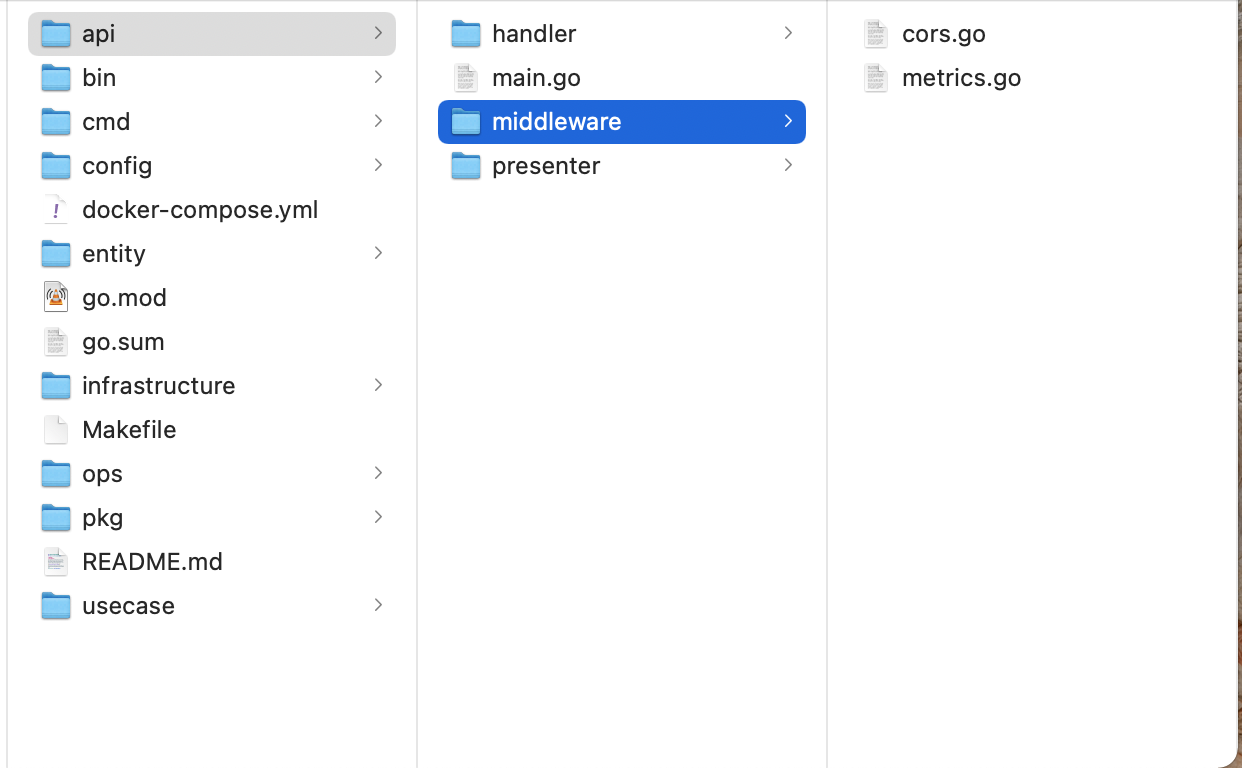 api
bin
cmd
config
docker-compose.yml
entity
go.mod
go.sum
infrastructure
Makefile
ops
pkg
README.md
usecase
handler
main.go
middleware
presenter
cors.go
metrics.go